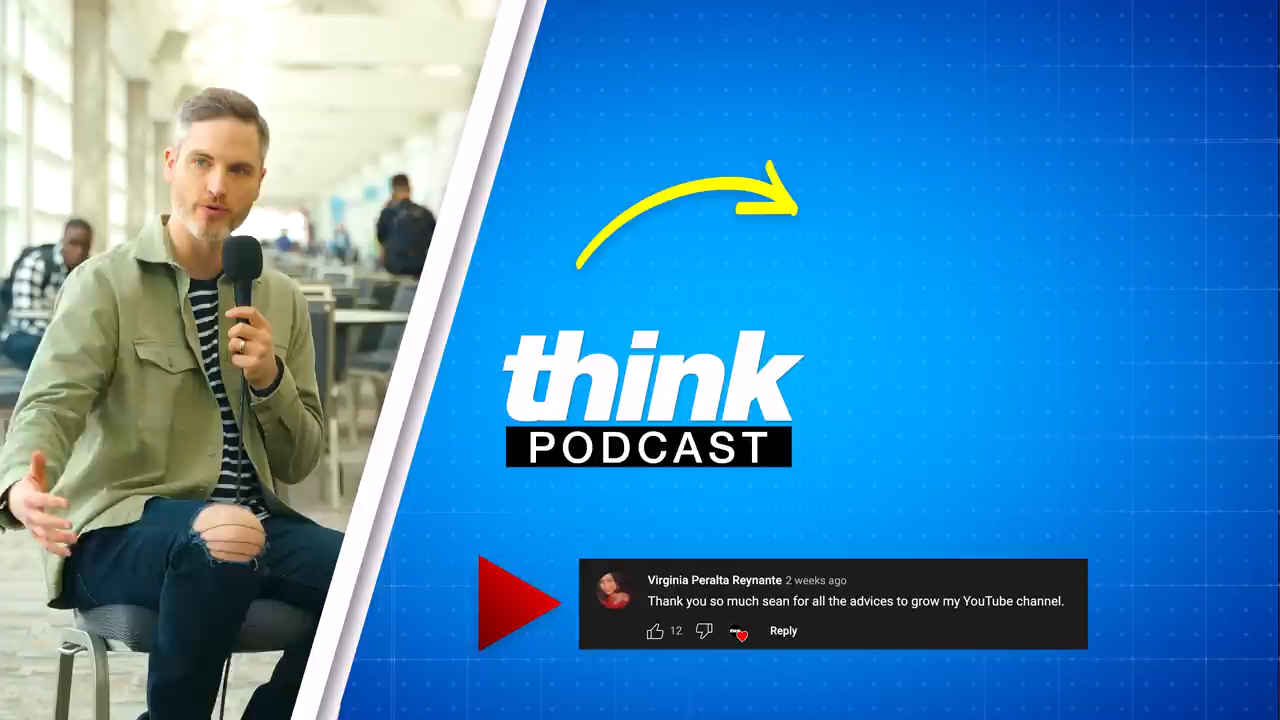 think
PODCAST
Virginia Peralta Reynante 2 weeks ago
Thank you so much sean for all the advices to grow my YouTube channel.
12
Reply